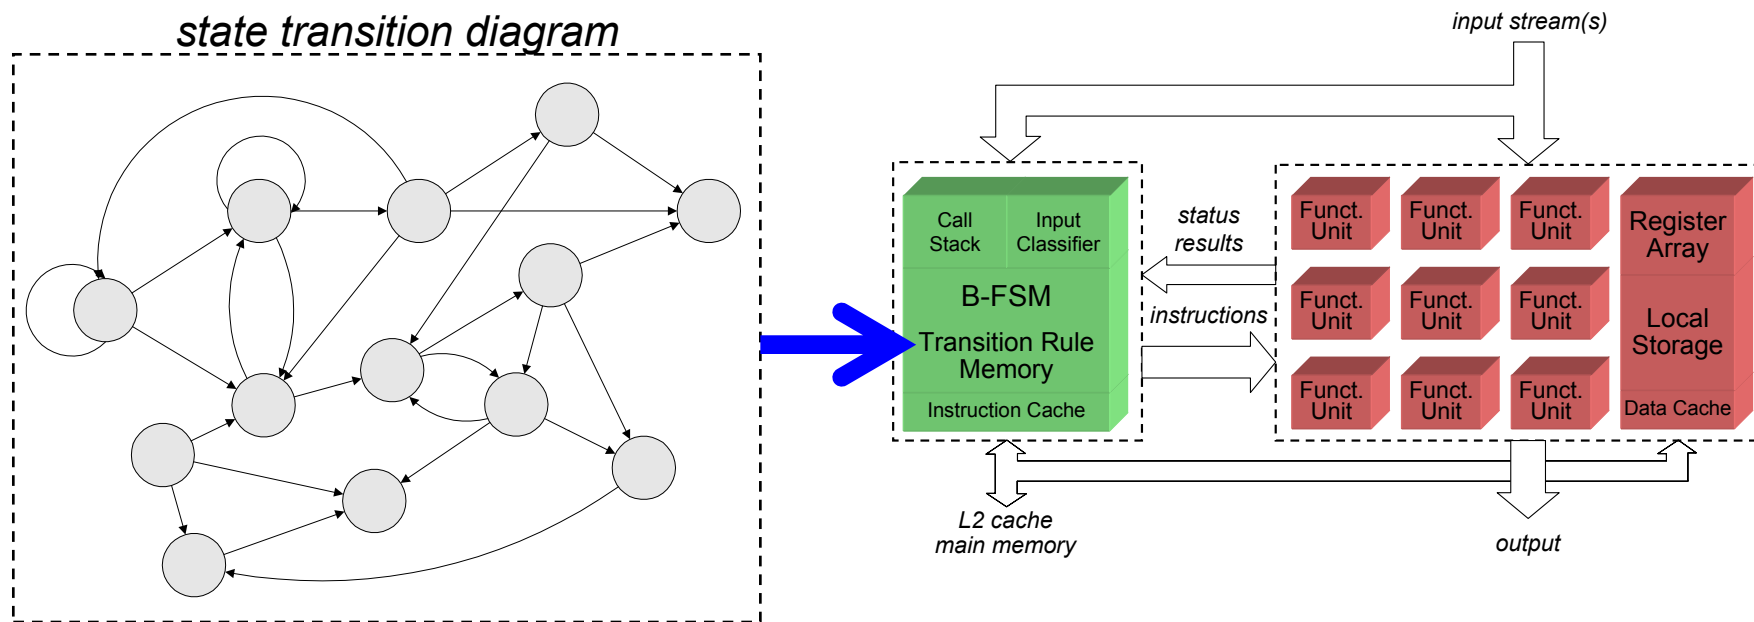 state transition diagram
input stream(s)
Call
Stack
Input
Classifier
B-FSM
Transition Rule
Memory
Instruction Cache
status
results
instructions
Funct.
Unit
Funct.
Unit
Funct.
Unit
Funct.
Unit
Funct.
Unit
Funct.
Unit
Funct.
Unit
Funct.
Unit
Funct.
Unit
Register
Array
Local
Storage
Data Cache
L2 cache
main memory
output